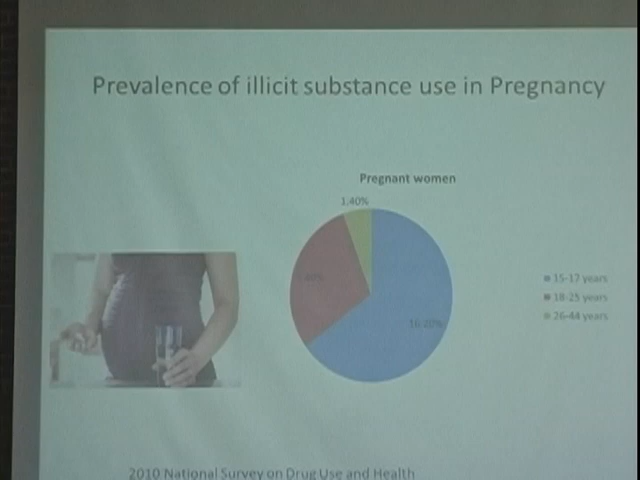 Prevalence of illicit substance use in Pregnancy
Pregnant women
1.40%
16.20%
15-17 years
18-25 years
26-44 years
2010 National Survey on Drug Use and Health